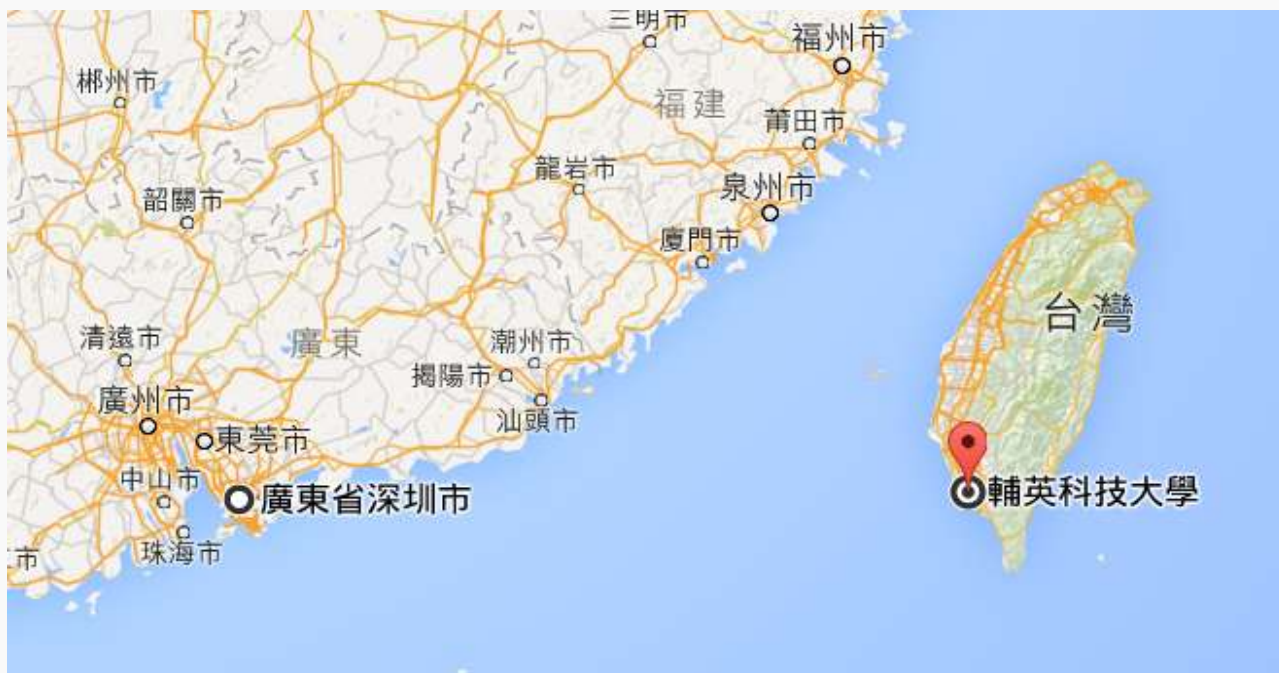 三明市
福州市
郴州市
福建
莆田市
龍岩市
泉州市
韶關市
廈門市
台灣
清遠市
廣東
潮州市
揭陽市
廣州市
汕頭市
東莞市
中山市
廣東省深圳市
輔英科技大學
珠海市
市